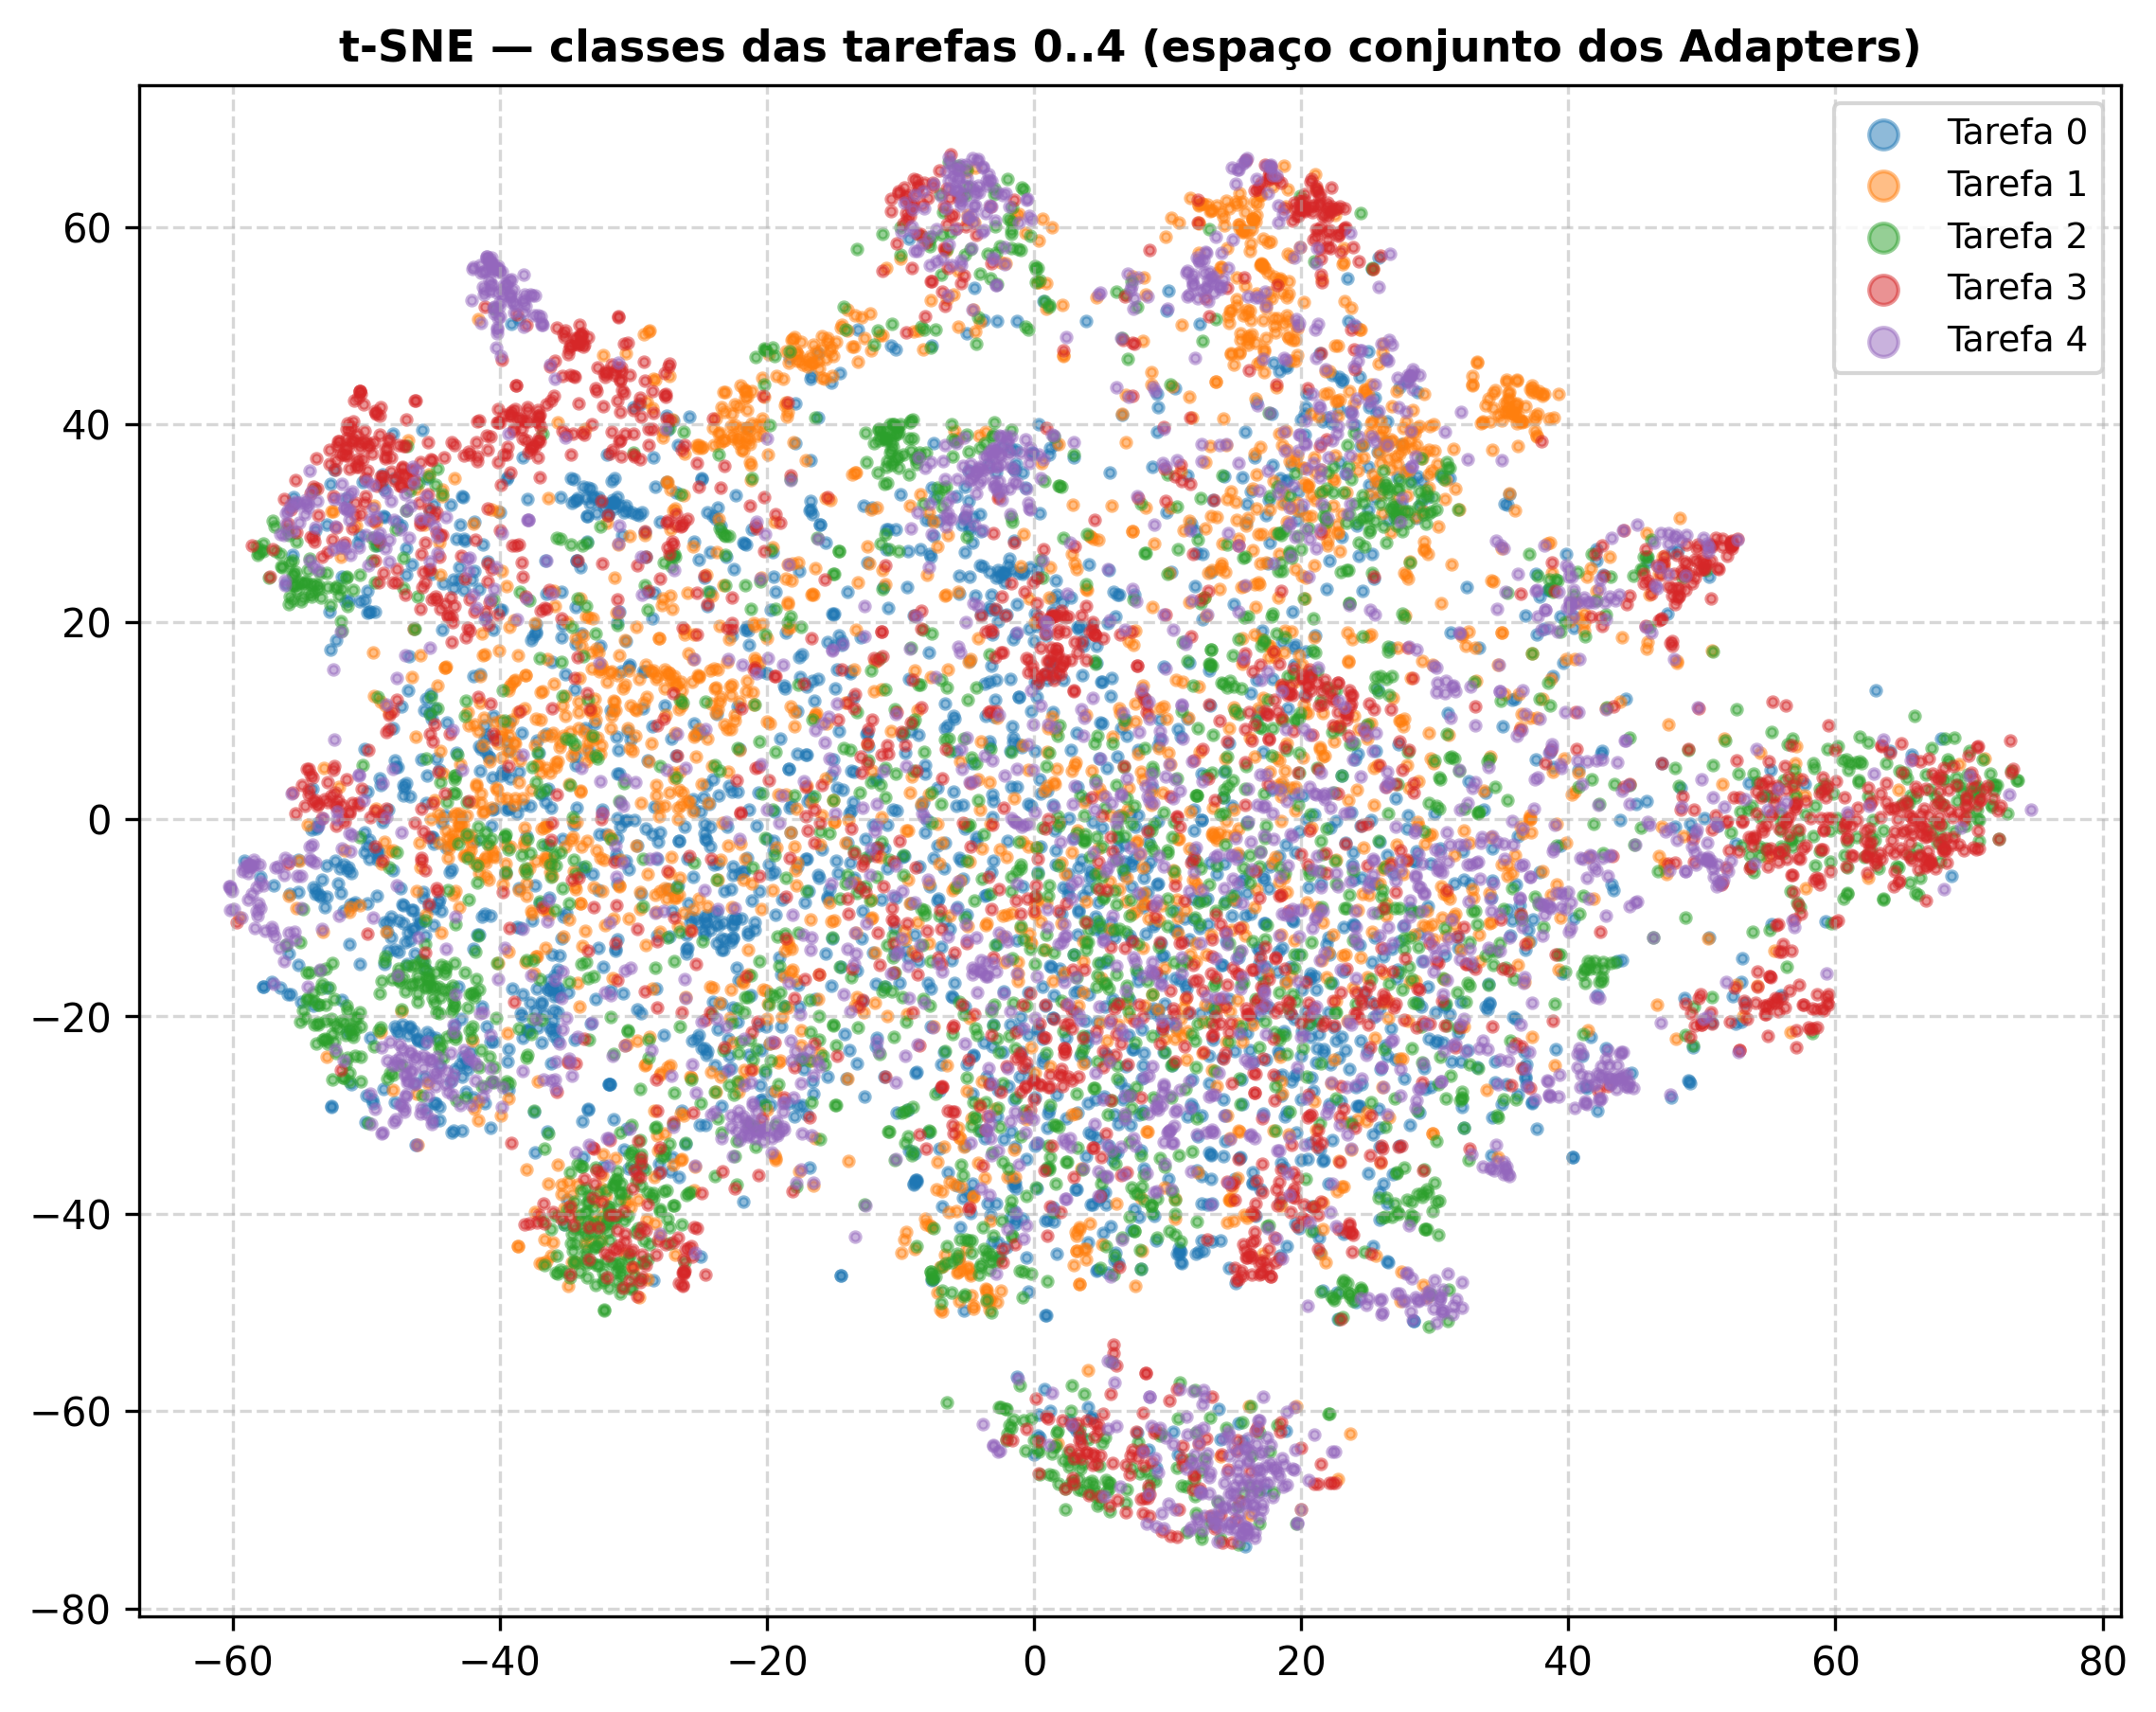 t-SNE — classes das tarefas 0..4 (espaço conjunto dos Adapters)
Tarefa 0
Tarefa 1
Tarefa 2
Tarefa 3
Tarefa 4
60
40
20
0
−20
−40
−60
−80
−60 −40 −20 0 20 40 60 80